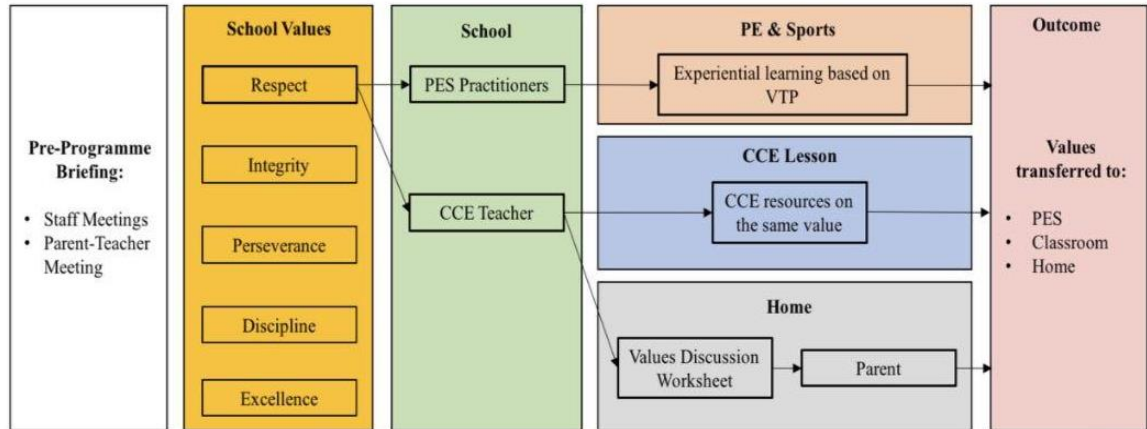 Pre-Programme
Briefing:
• Staff Meetings
• Parent-Teacher
Meeting
School Values
Respect
Integrity
Perseverance
Discipline
Excellence
School
PES Practitioners
CCE Teacher
PE & Sports
Experiential learning based on
VTP
CCE Lesson
CCE resources on
the same value
Home
Values Discussion
Worksheet
Parent
Outcome
Values
transferred to:
• PES
• Classroom
• Home